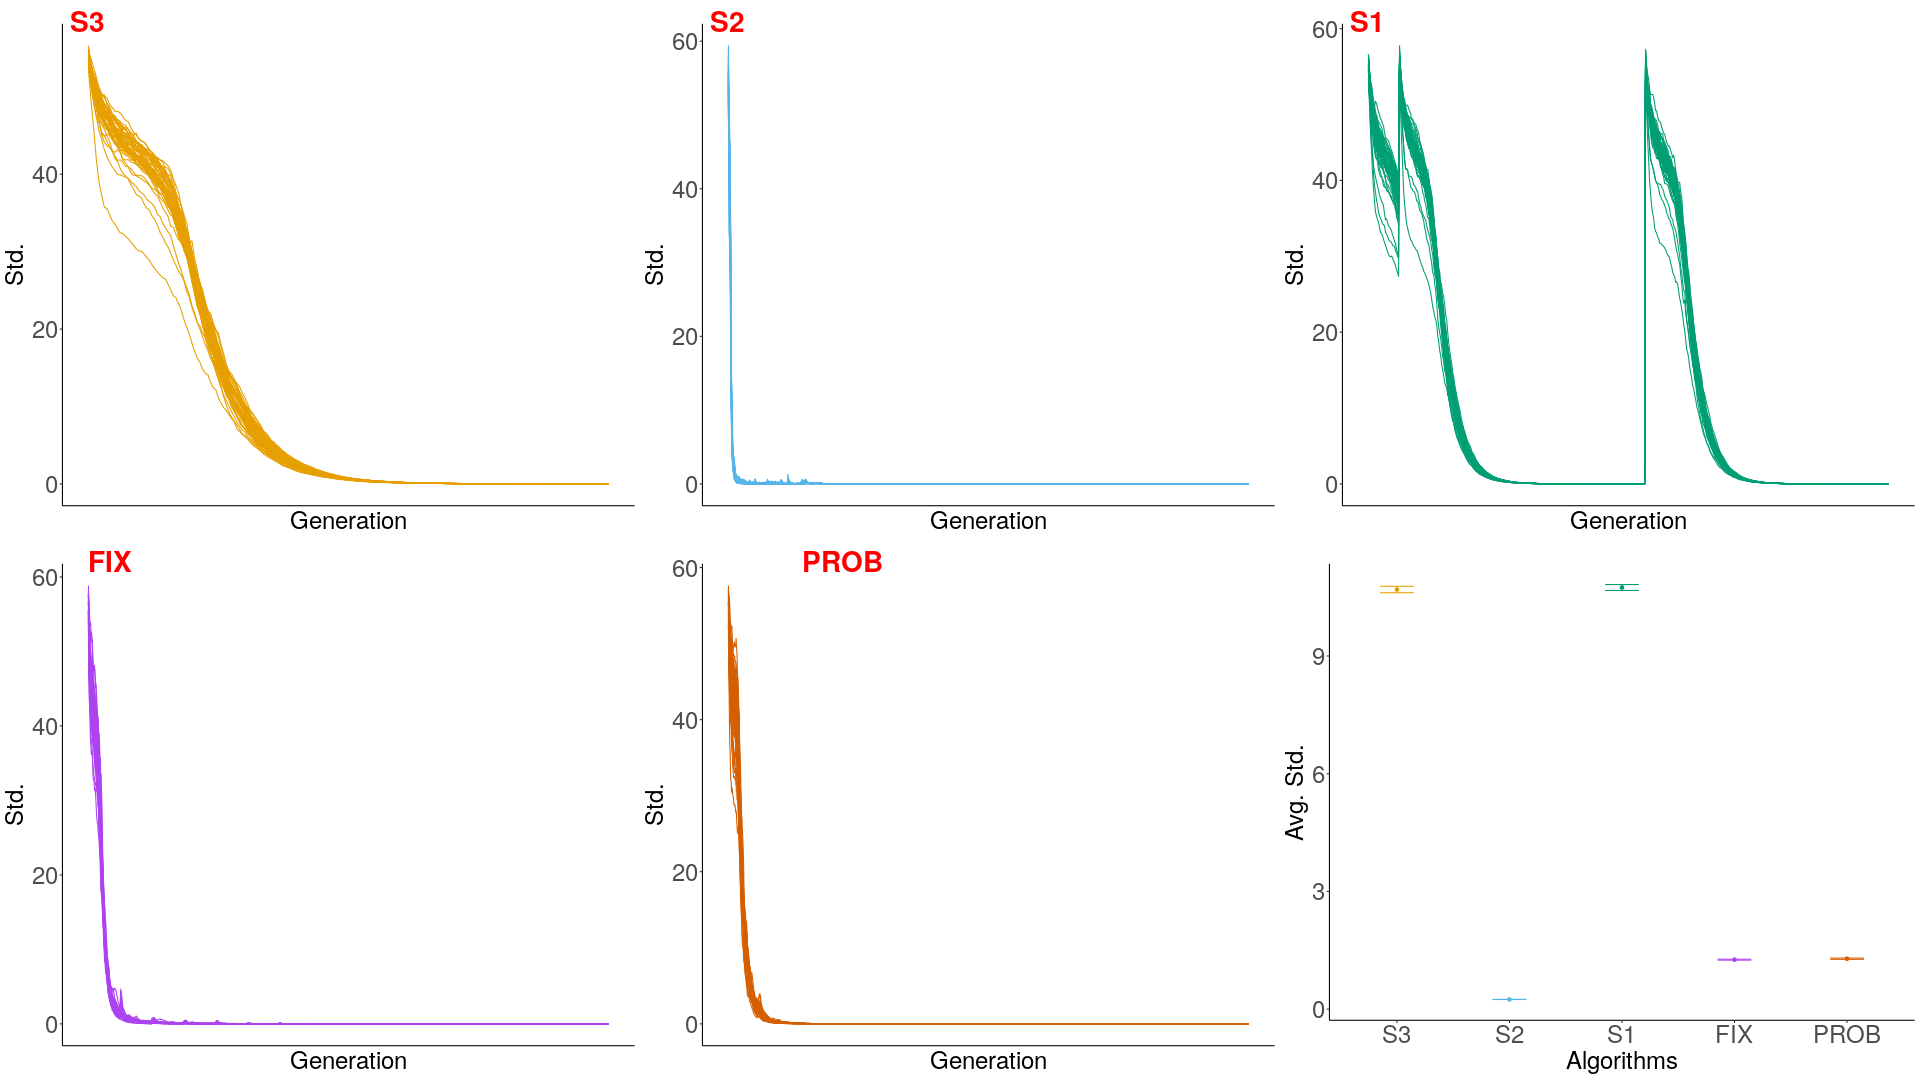 S3
Std.
40
20
0
Generation
S2
Std.
60
40
20
0
Generation
S1
Std.
60
40
20
0
Generation
FIX
Std.
60
40
20
0
Generation
PROB
Std.
60
40
20
0
Generation
Avg. Std.
9
6
3
0
S3 S2 S1 FIX PROB
Algorithms